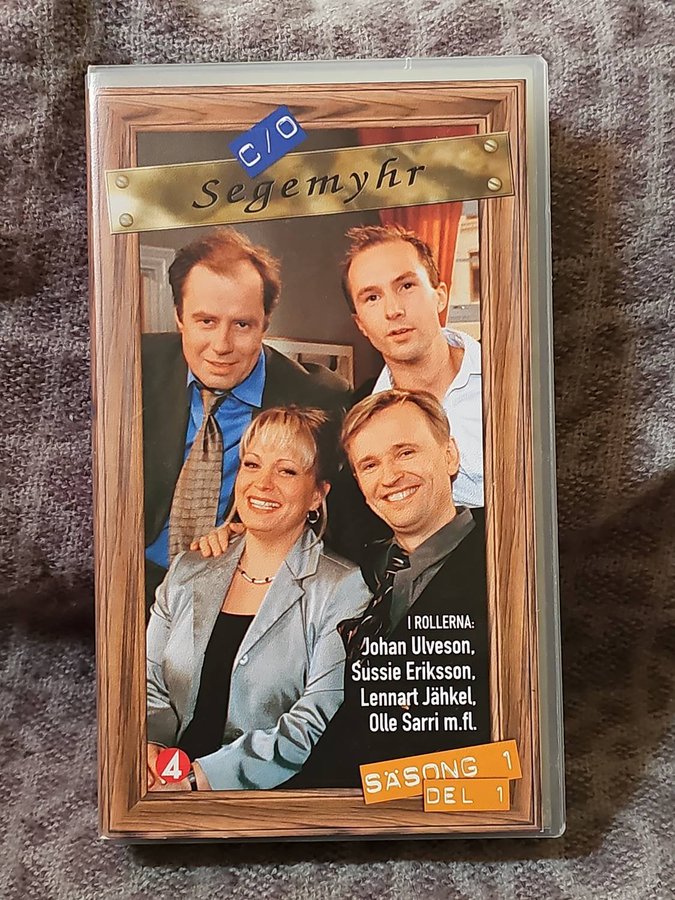 C/O
Segemyhr
I ROLLERNA:
Johan Ulveson,
Sussie Eriksson,
Lennart Jähkel,
Olle Sarri m.fl.
4
SÄSONG 1
DEL 1